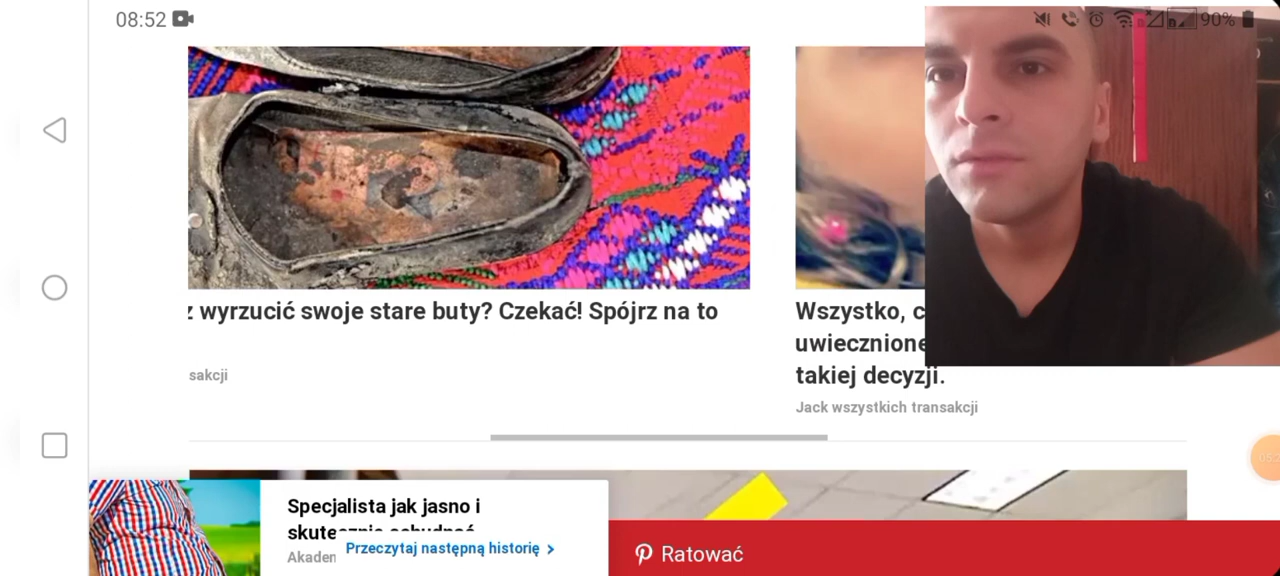 08:52
90%
wyrzucić swoje stare buty? Czekać! Spójrz na to
sakcji
Wszystko,
uwiecznione
takiej decyzji.
Jack wszystkich transakcji
Specjalista jak jasno i
Przeczytaj następną historię
Ratować